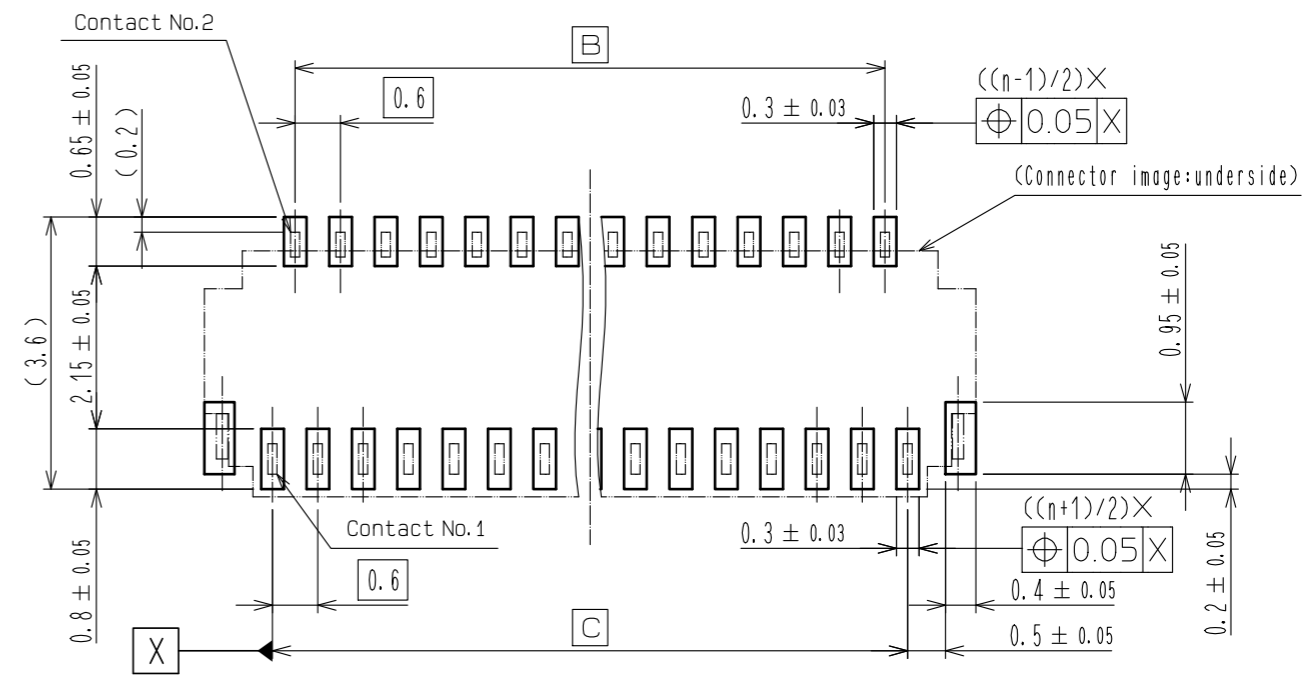 Contact No.2
B
0.6
0.3 ± 0.03
((n-1)/2)X
⌖ 0.05 X
(Connector image:underside)
0.65 ± 0.05
(0.2)
(3.6)
2.15 ± 0.05
0.8 ± 0.05
0.95 ± 0.05
Contact No.1
0.6
0.3 ± 0.03
((n+1)/2)X
⌖ 0.05 X
0.4 ± 0.05
0.2 ± 0.05
X
C
0.5 ± 0.05